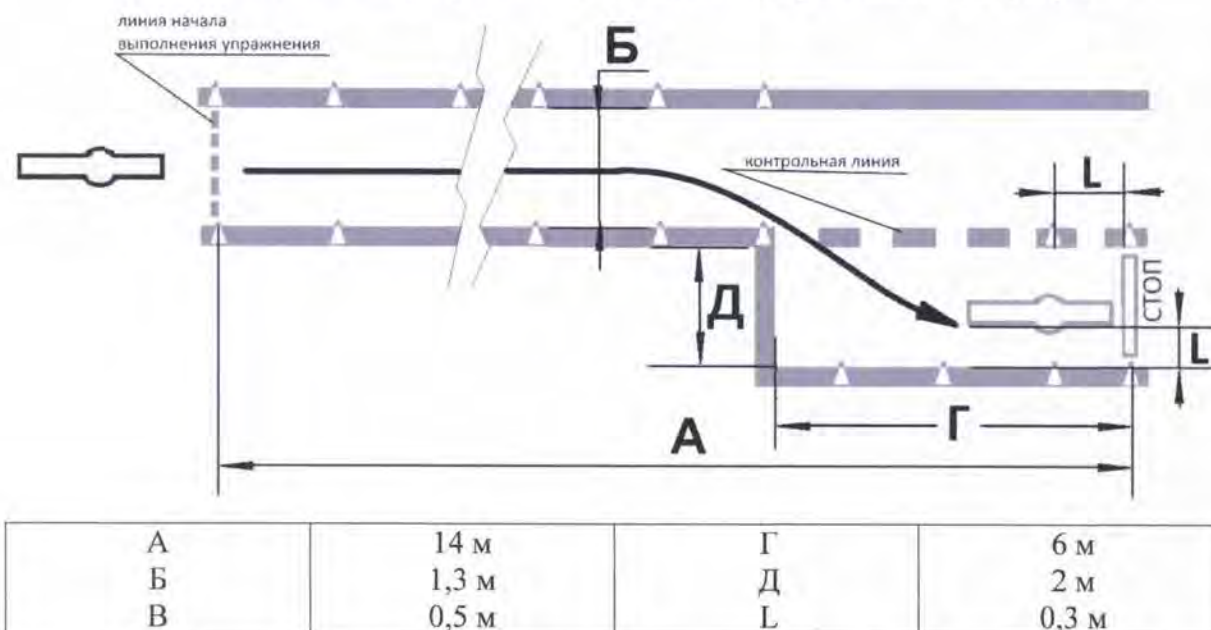 линия начала
выполнения упражнения
Б
контрольная линия
L
СТОП
Д
L
Г
А
А 14 м Г 6 м
Б 1,3 м Д 2 м
В 0,5 м L 0,3 м